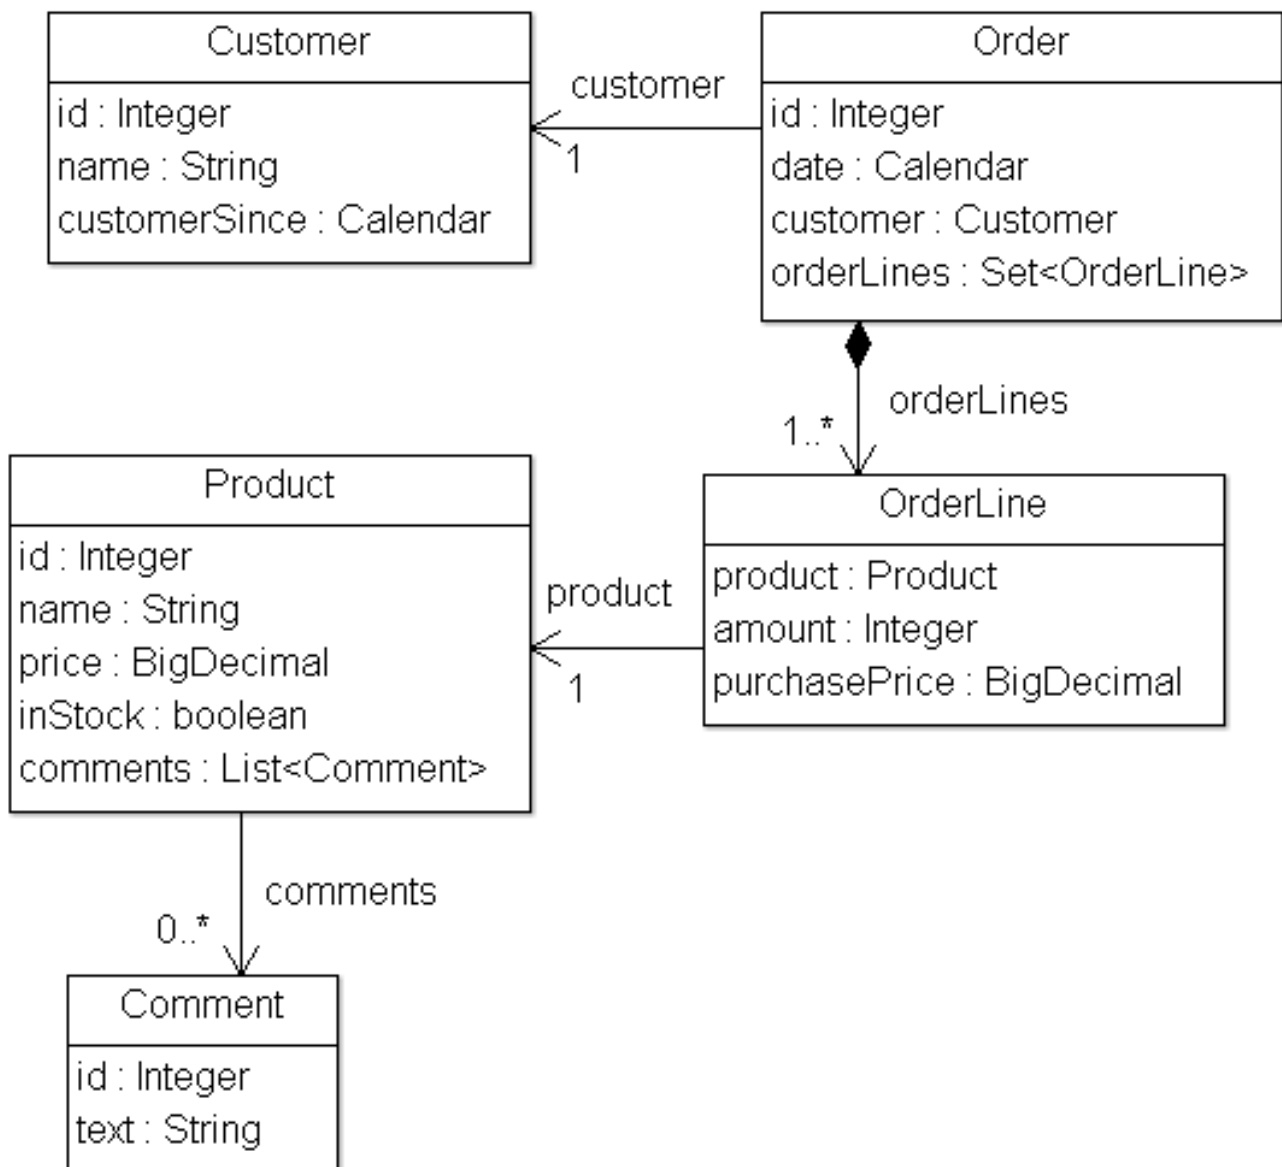 Customer
id : Integer
name : String
customerSince : Calendar
customer
1
Order
id : Integer
date : Calendar
customer : Customer
orderLines : Set<OrderLine>
orderLines
1..*
Product
id : Integer
name : String
price : BigDecimal
inStock : boolean
comments : List<Comment>
product
1
OrderLine
product : Product
amount : Integer
purchasePrice : BigDecimal
comments
0..*
Comment
id : Integer
text : String